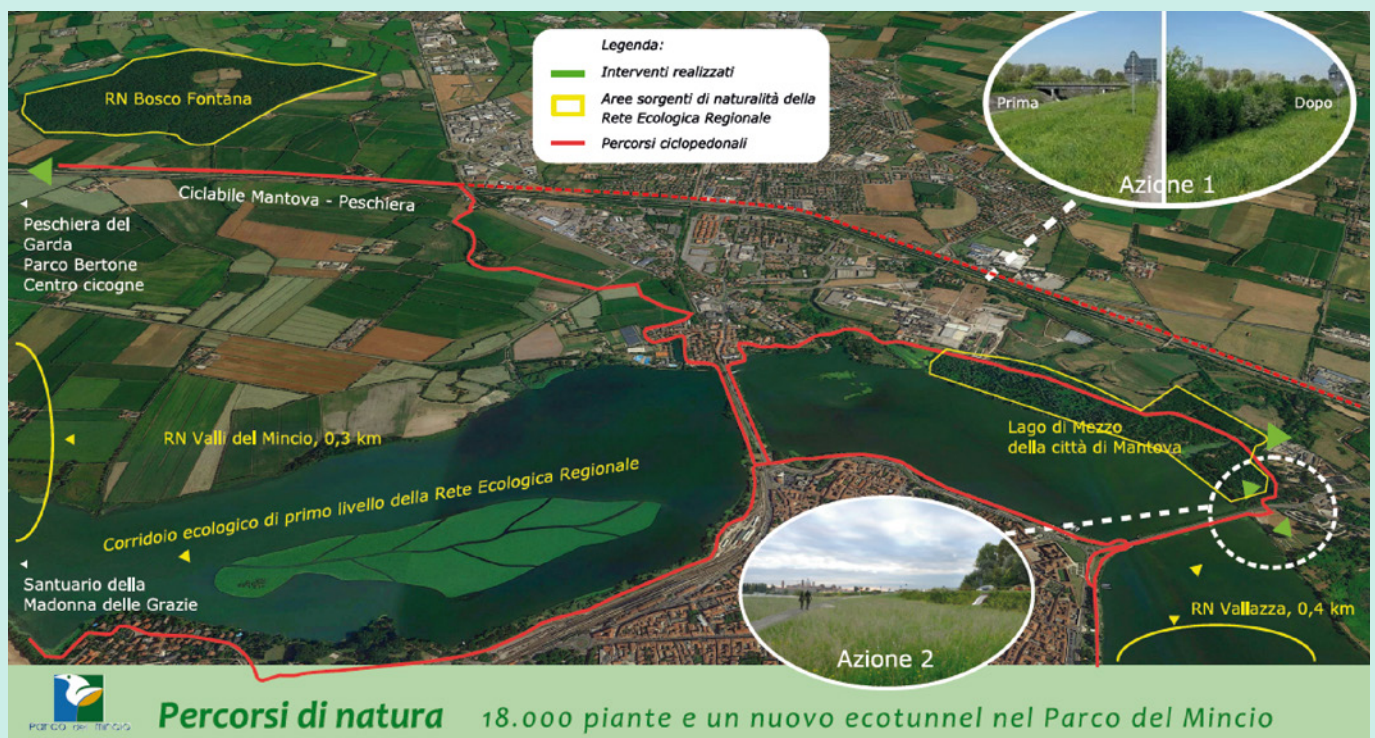 Legenda:
Interventi realizzati
Aree sorgenti di naturalità della
Rete Ecologica Regionale
Percorsi ciclopedonali
Prima
Dopo
Azione 1
RN Bosco Fontana
Ciclabile Mantova - Peschiera
Peschiera del
Garda
Parco Bertone
Centro cicogne
RN Valli del Mincio, 0,3 km
Corridoio ecologico di primo livello della Rete Ecologica Regionale
Lago di Mezzo
della città di Mantova
Santuario della
Madonna delle Grazie
Azione 2
RN Vallazza, 0,4 km
parco del mincio
Percorsi di natura 18.000 piante e un nuovo ecotunnel nel Parco del Mincio